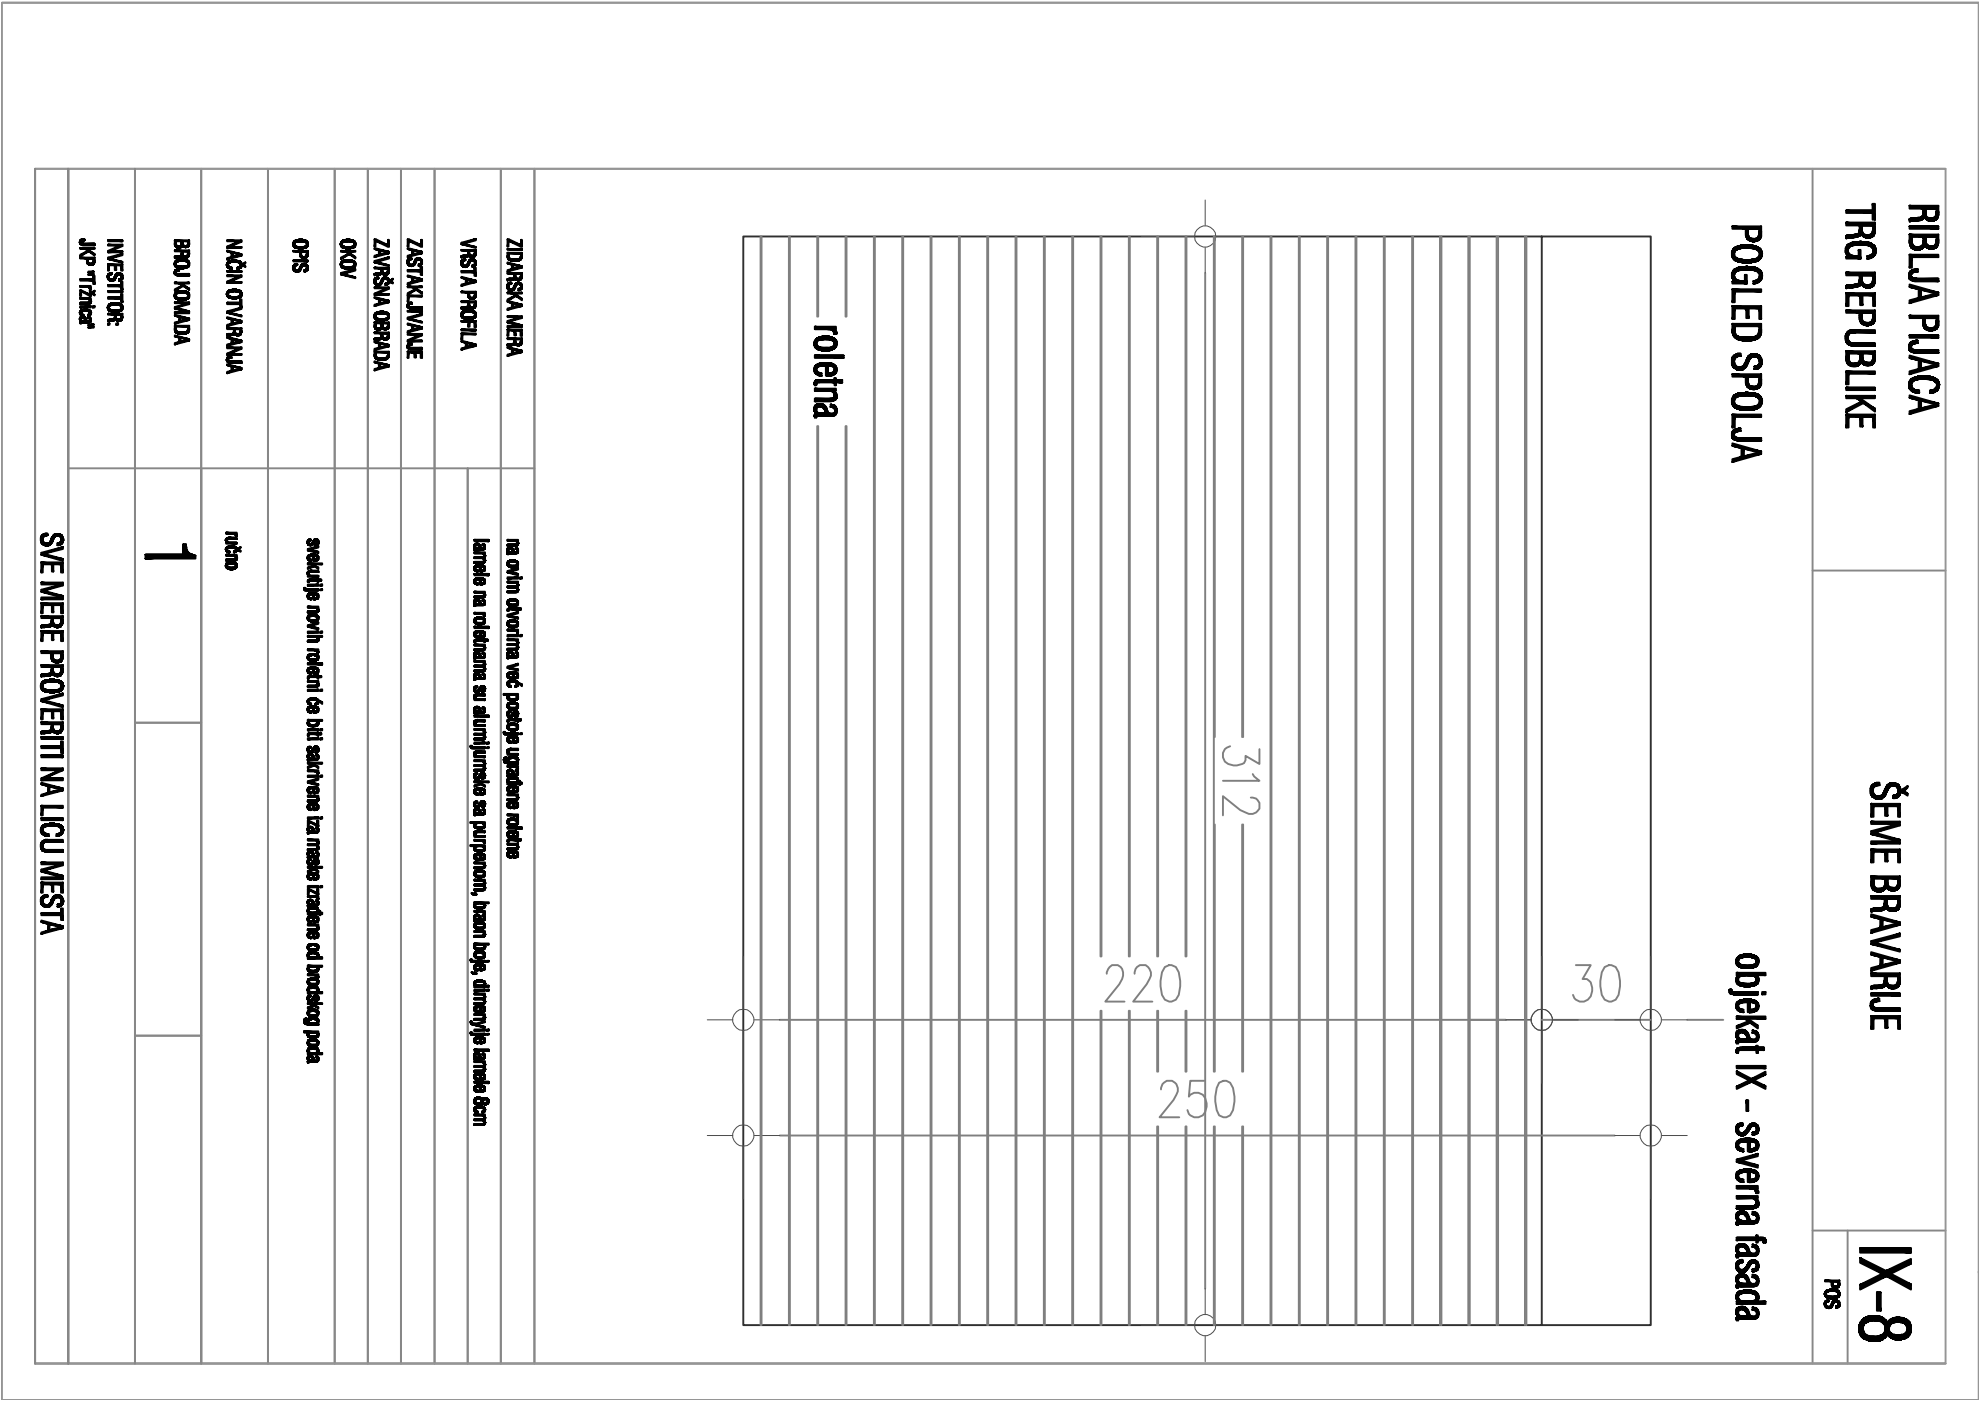 RIBLJA PIJACA
TRG REPUBLIKE
ŠEME BRAVARIJE
IX-8
POS
POGLED SPOLJA
objekat IX - severna fasada
30
312
220
250
roletna
ZIDARSKA MERA
na ovim otvorima već postoje ugrađene roletne
VRSTA PROFILA
lamele na roletnama su alumijumske sa purpenom, braon boje, dimenyije lamele 8cm
ZASTAKLJIVANJE
ZAVRŠNA OBRADA
OKOV
OPIS
svekutije novih roletni će biti sakrivene iza maske izrađene od brodskog poda
NAČIN OTVARANJA
ručno
BROJ KOMADA
1
INVESTITOR:
JKP "Tržnica"
SVE MERE PROVERITI NA LICU MESTA